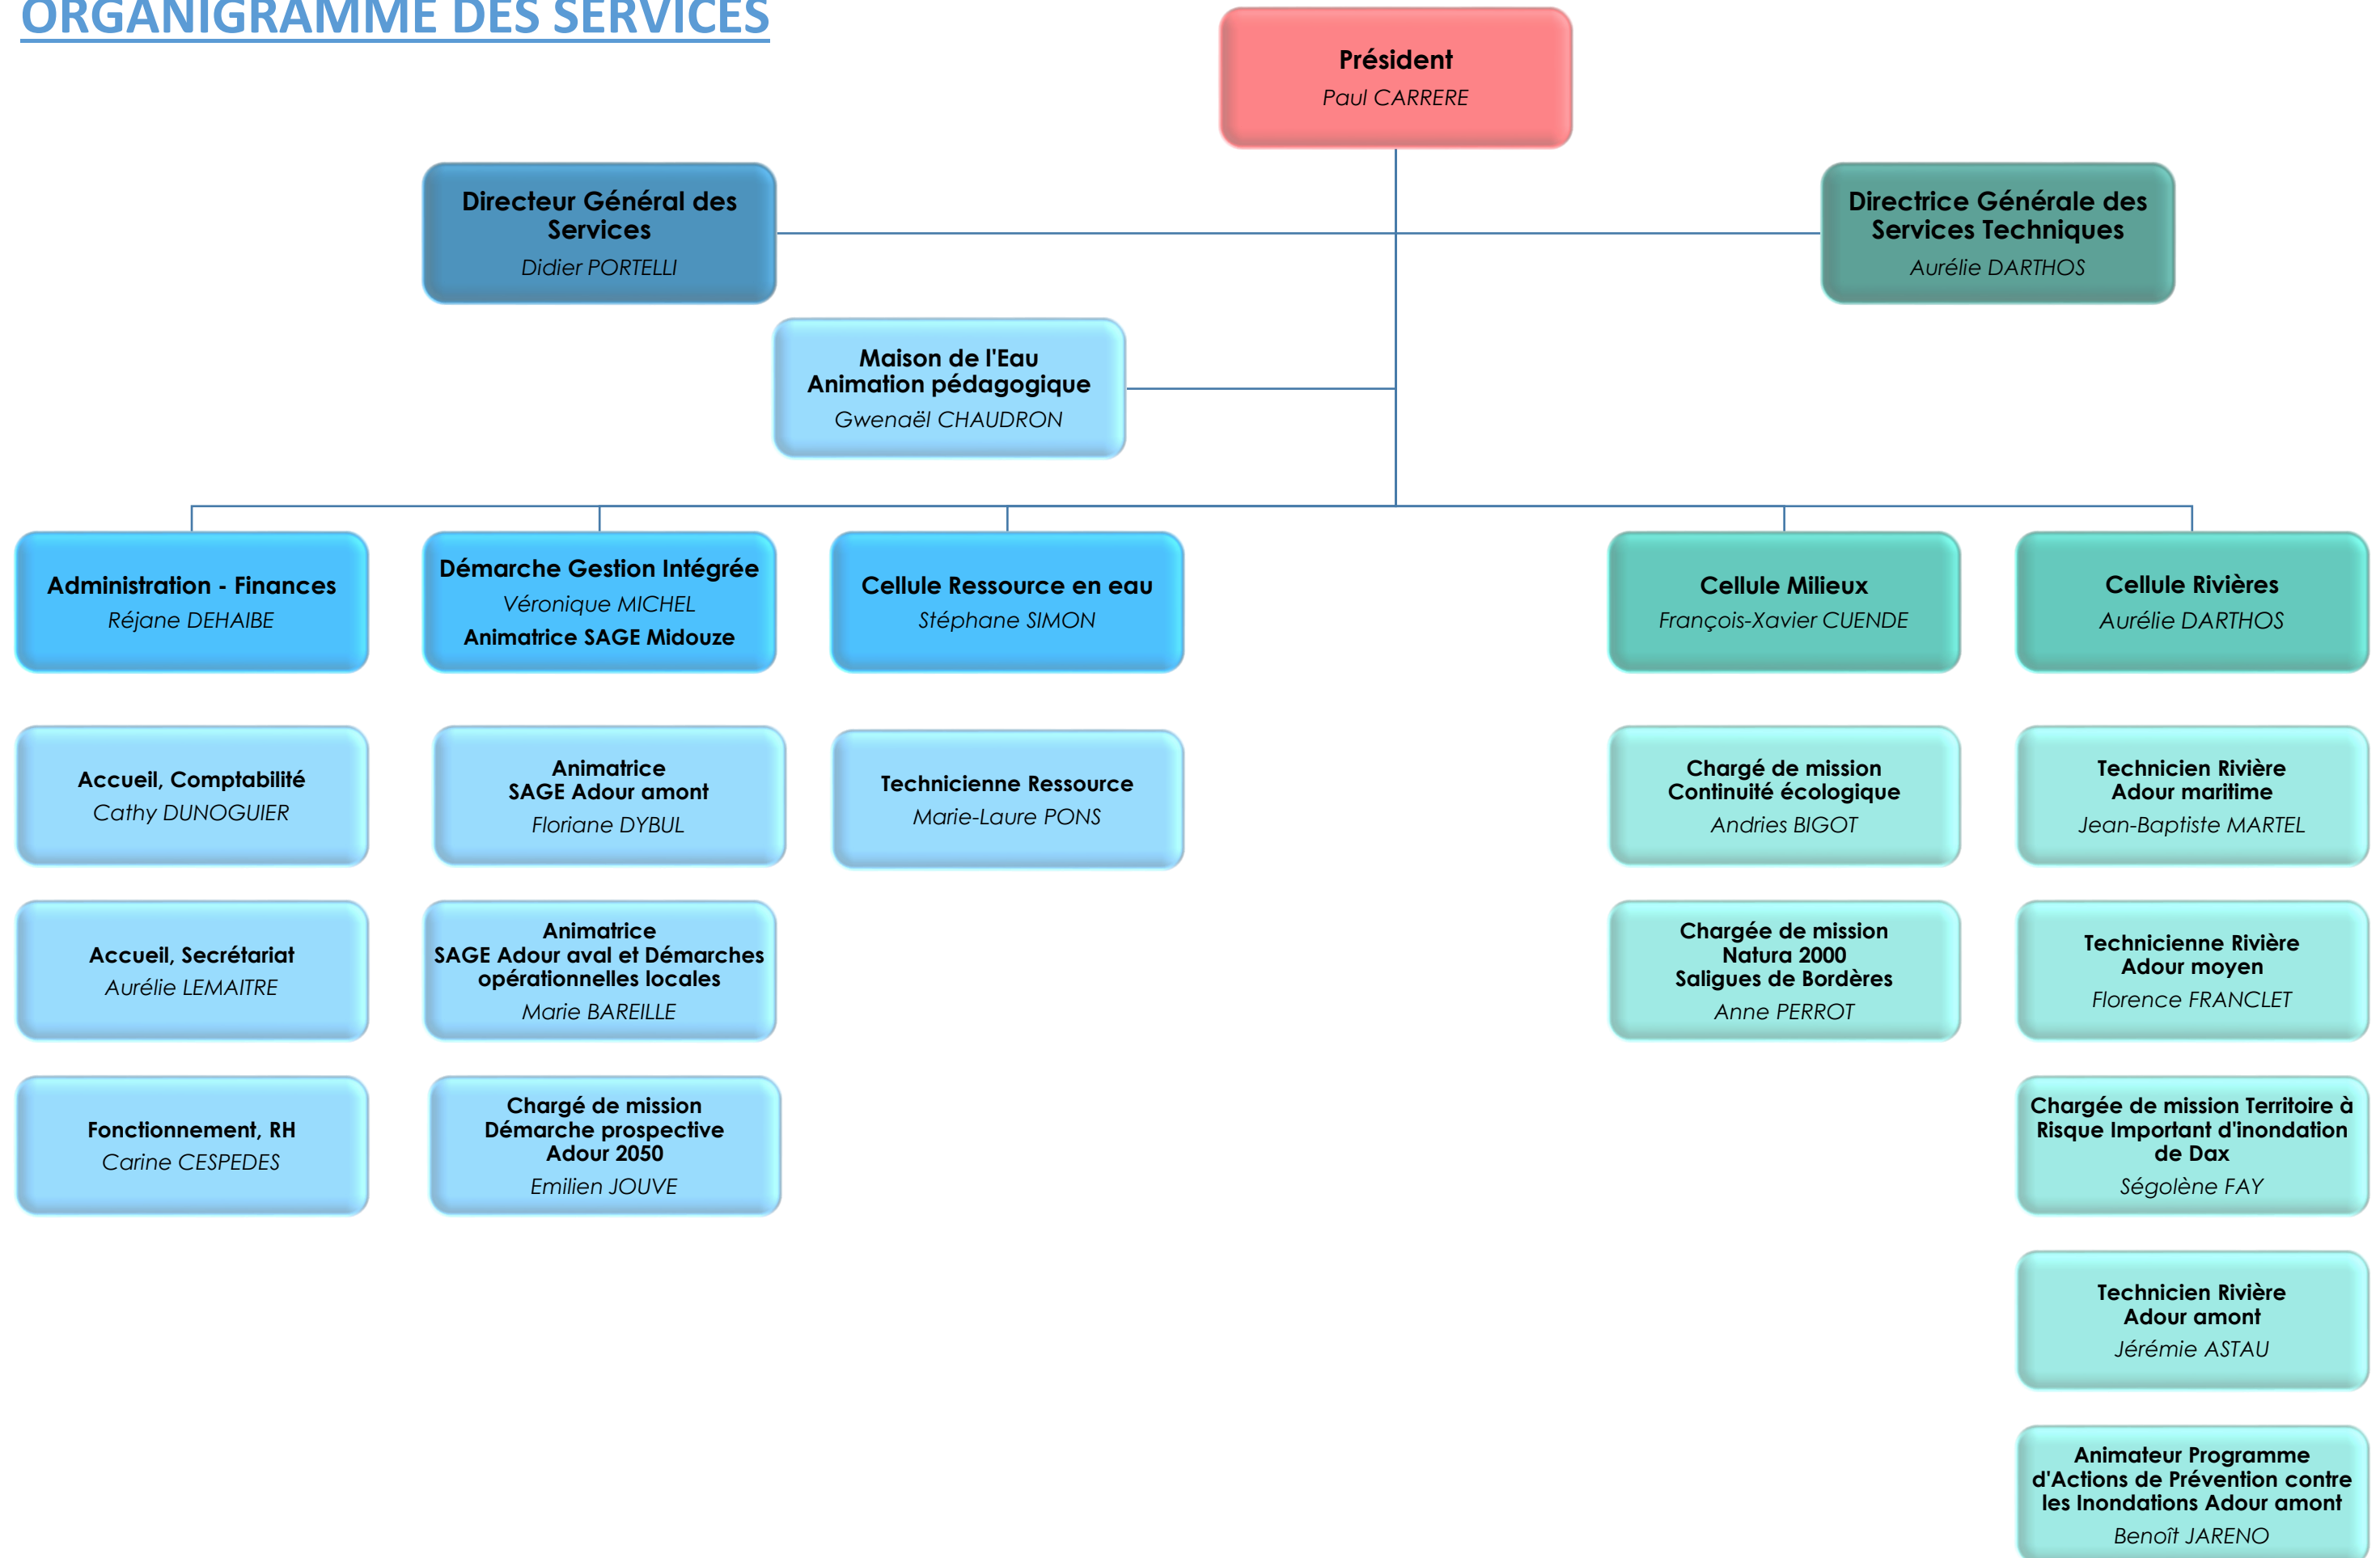 ORGANIGRAMME DES SERVICES
Président
Paul CARRERE
Directeur Général des
Services
Didier PORTELLI
Directrice Générale des
Services Techniques
Aurélie DARTHOS
Maison de l'Eau
Animation pédagogique
Gwenaël CHAUDRON
Administration - Finances
Réjane DEHAIBE
Démarche Gestion Intégrée
Véronique MICHEL
Animatrice SAGE Midouze
Cellule Ressource en eau
Stéphane SIMON
Cellule Milieux
François-Xavier CUENDE
Cellule Rivières
Aurélie DARTHOS
Accueil, Comptabilité
Cathy DUNOGUIER
Animatrice
SAGE Adour amont
Floriane DYBUL
Technicienne Ressource
Marie-Laure PONS
Chargé de mission
Continuité écologique
Andries BIGOT
Technicien Rivière
Adour maritime
Jean-Baptiste MARTEL
Accueil, Secrétariat
Aurélie LEMAITRE
Animatrice
SAGE Adour aval et Démarches
opérationnelles locales
Marie BAREILLE
Chargée de mission
Natura 2000
Saligues de Bordères
Anne PERROT
Technicienne Rivière
Adour moyen
Florence FRANCLET
Fonctionnement, RH
Carine CESPEDES
Chargé de mission
Démarche prospective
Adour 2050
Emilien JOUVE
Chargée de mission Territoire à
Risque Important d'inondation
de Dax
Ségolène FAY
Technicien Rivière
Adour amont
Jérémie ASTAU
Animateur Programme
d'Actions de Prévention contre
les Inondations Adour amont
Benoît JARENO